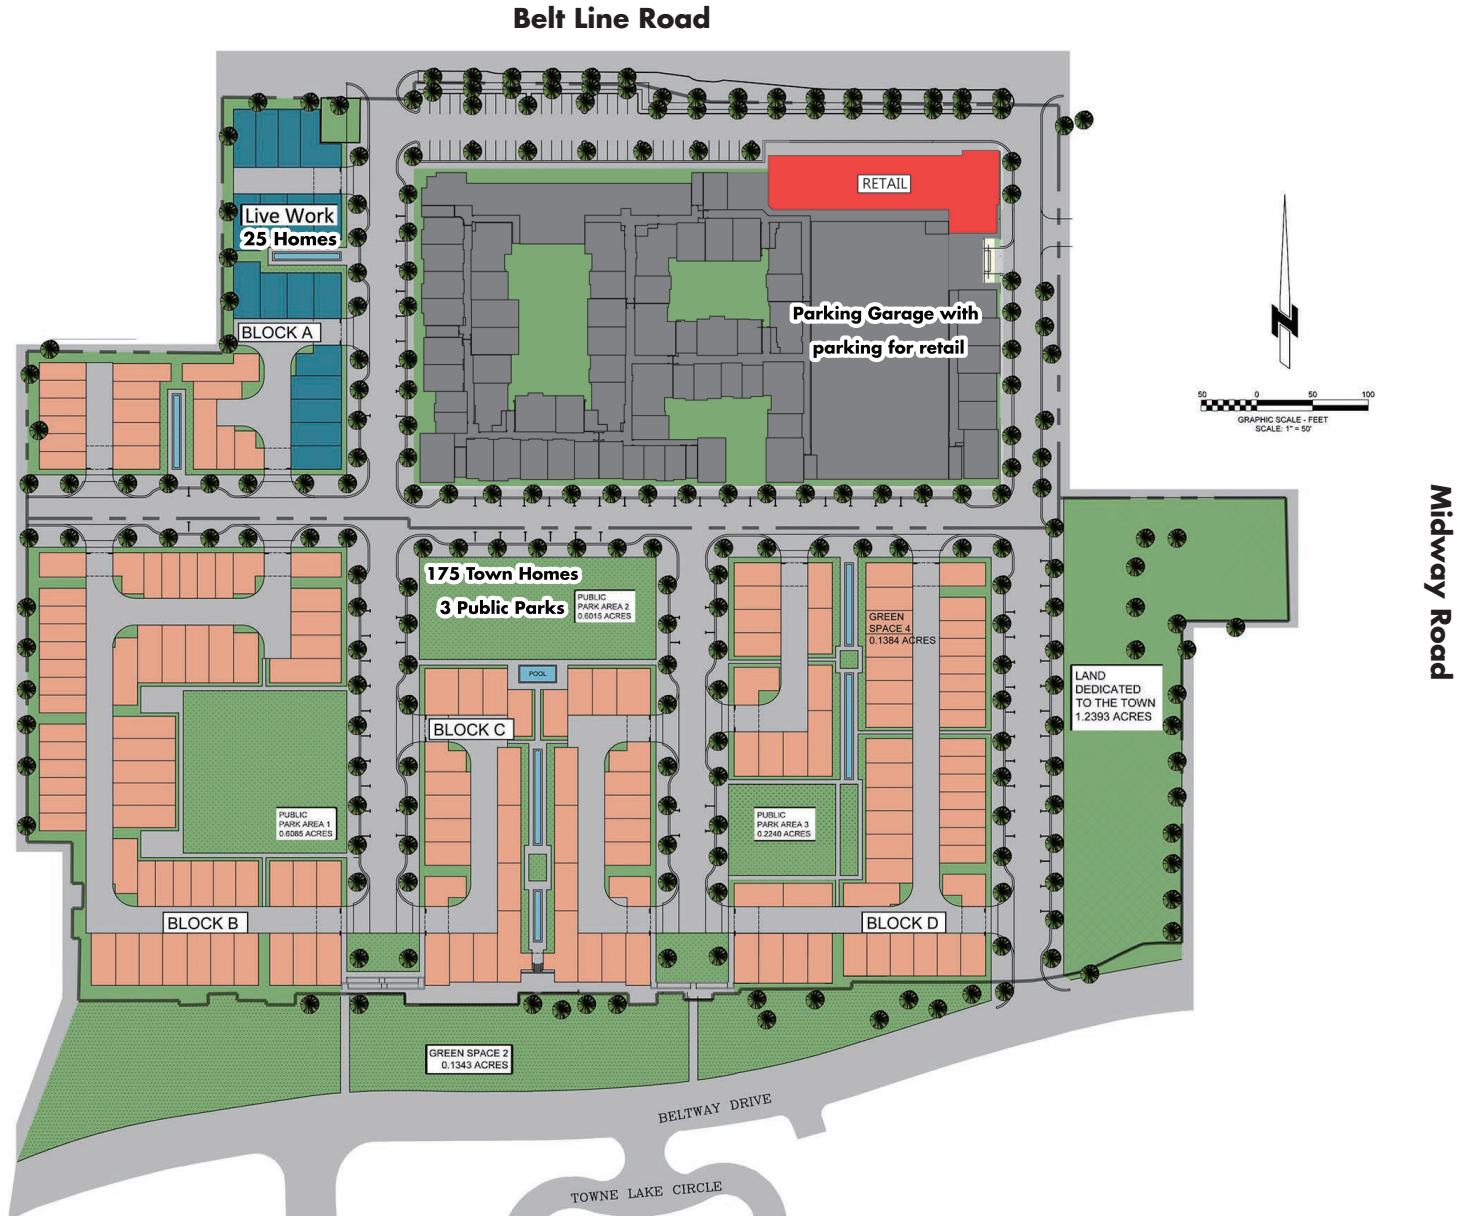 Belt Line Road
RETAIL
Live Work
25 Homes
BLOCK A
Parking Garage with
parking for retail
50 0 50 100
GRAPHIC SCALE - FEET
SCALE: 1" = 50'
N
Midway Road
175 Town Homes
3 Public Parks
PUBLIC
PARK AREA 2
0.6015 ACRES
GREEN
SPACE 4
0.1384 ACRES
POOL
LAND
DEDICATED
TO THE TOWN
1.2393 ACRES
BLOCK C
PUBLIC
PARK AREA 1
0.6085 ACRES
PUBLIC
PARK AREA 3
0.2240 ACRES
BLOCK B
BLOCK D
GREEN SPACE 2
0.1343 ACRES
BELTWAY DRIVE
TOWNE LAKE CIRCLE